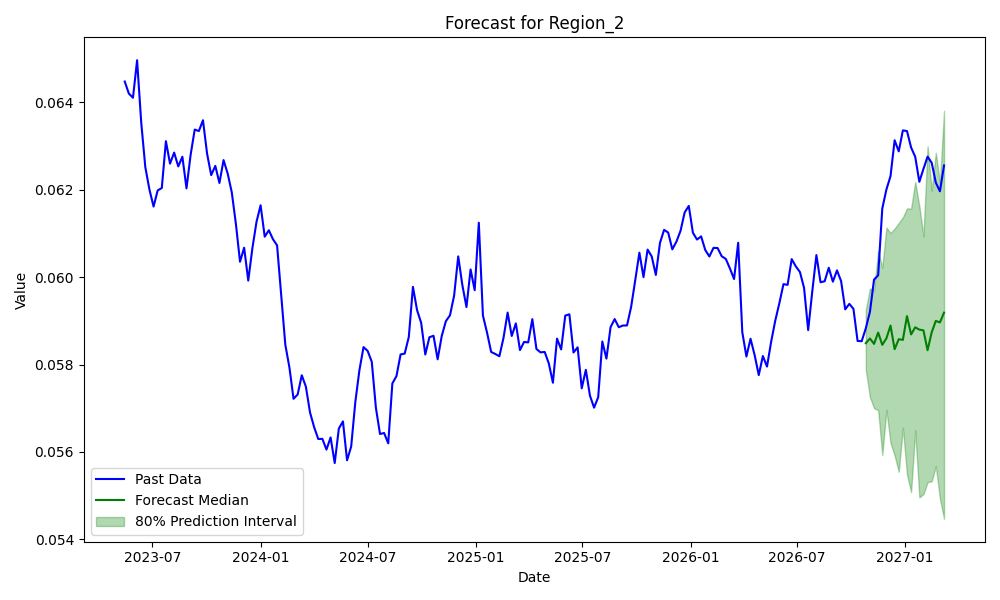 Forecast for Region_2
Value
0.064
0.062
0.060
0.058
0.056
0.054
Past Data
Forecast Median
80% Prediction Interval
2023-07
2024-01
2024-07
2025-01
2025-07
2026-01
2026-07
2027-01
Date